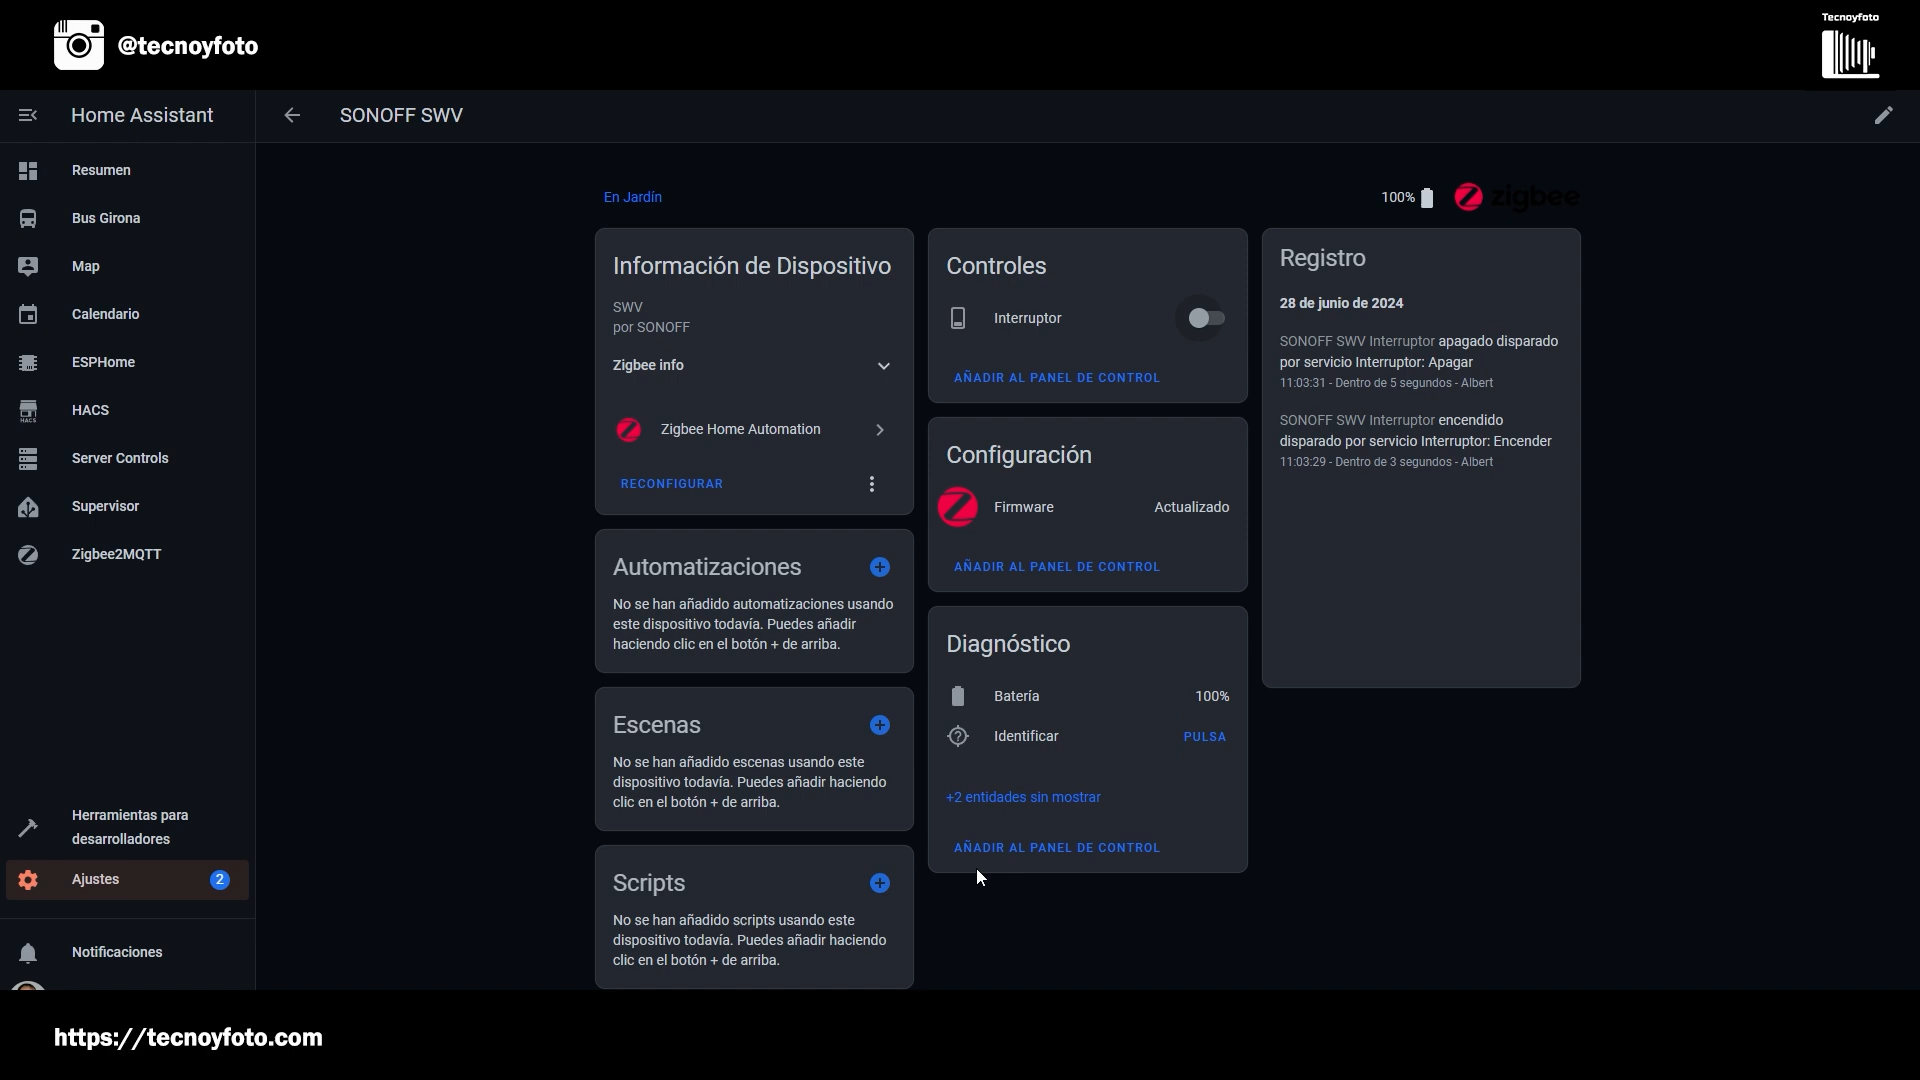 @tecnoyfoto
Tecnoyfoto
Home Assistant
SONOFF SWV
Resumen
Bus Girona
Map
Calendario
ESPHome
HACS
HACS
Server Controls
Supervisor
Zigbee2MQTT
Herramientas para
desarrolladores
Ajustes
2
Notificaciones
En Jardín
100%
zigbee
Información de Dispositivo
SWV
por SONOFF
Zigbee info
Zigbee Home Automation
RECONFIGURAR
Automatizaciones
No se han añadido automatizaciones usando
este dispositivo todavía. Puedes añadir
haciendo clic en el botón + de arriba.
Escenas
No se han añadido escenas usando este
dispositivo todavía. Puedes añadir haciendo
clic en el botón + de arriba.
Scripts
No se han añadido scripts usando este
dispositivo todavía. Puedes añadir haciendo
clic en el botón + de arriba.
Controles
Interruptor
AÑADIR AL PANEL DE CONTROL
Configuración
Firmware
Actualizado
AÑADIR AL PANEL DE CONTROL
Diagnóstico
Batería
100%
Identificar
PULSA
+2 entidades sin mostrar
AÑADIR AL PANEL DE CONTROL
Registro
28 de junio de 2024
SONOFF SWV Interruptor apagado disparado
por servicio Interruptor: Apagar
11:03:31 - Dentro de 5 segundos - Albert
SONOFF SWV Interruptor encendido
disparado por servicio Interruptor: Encender
11:03:29 - Dentro de 3 segundos - Albert
https://tecnoyfoto.com